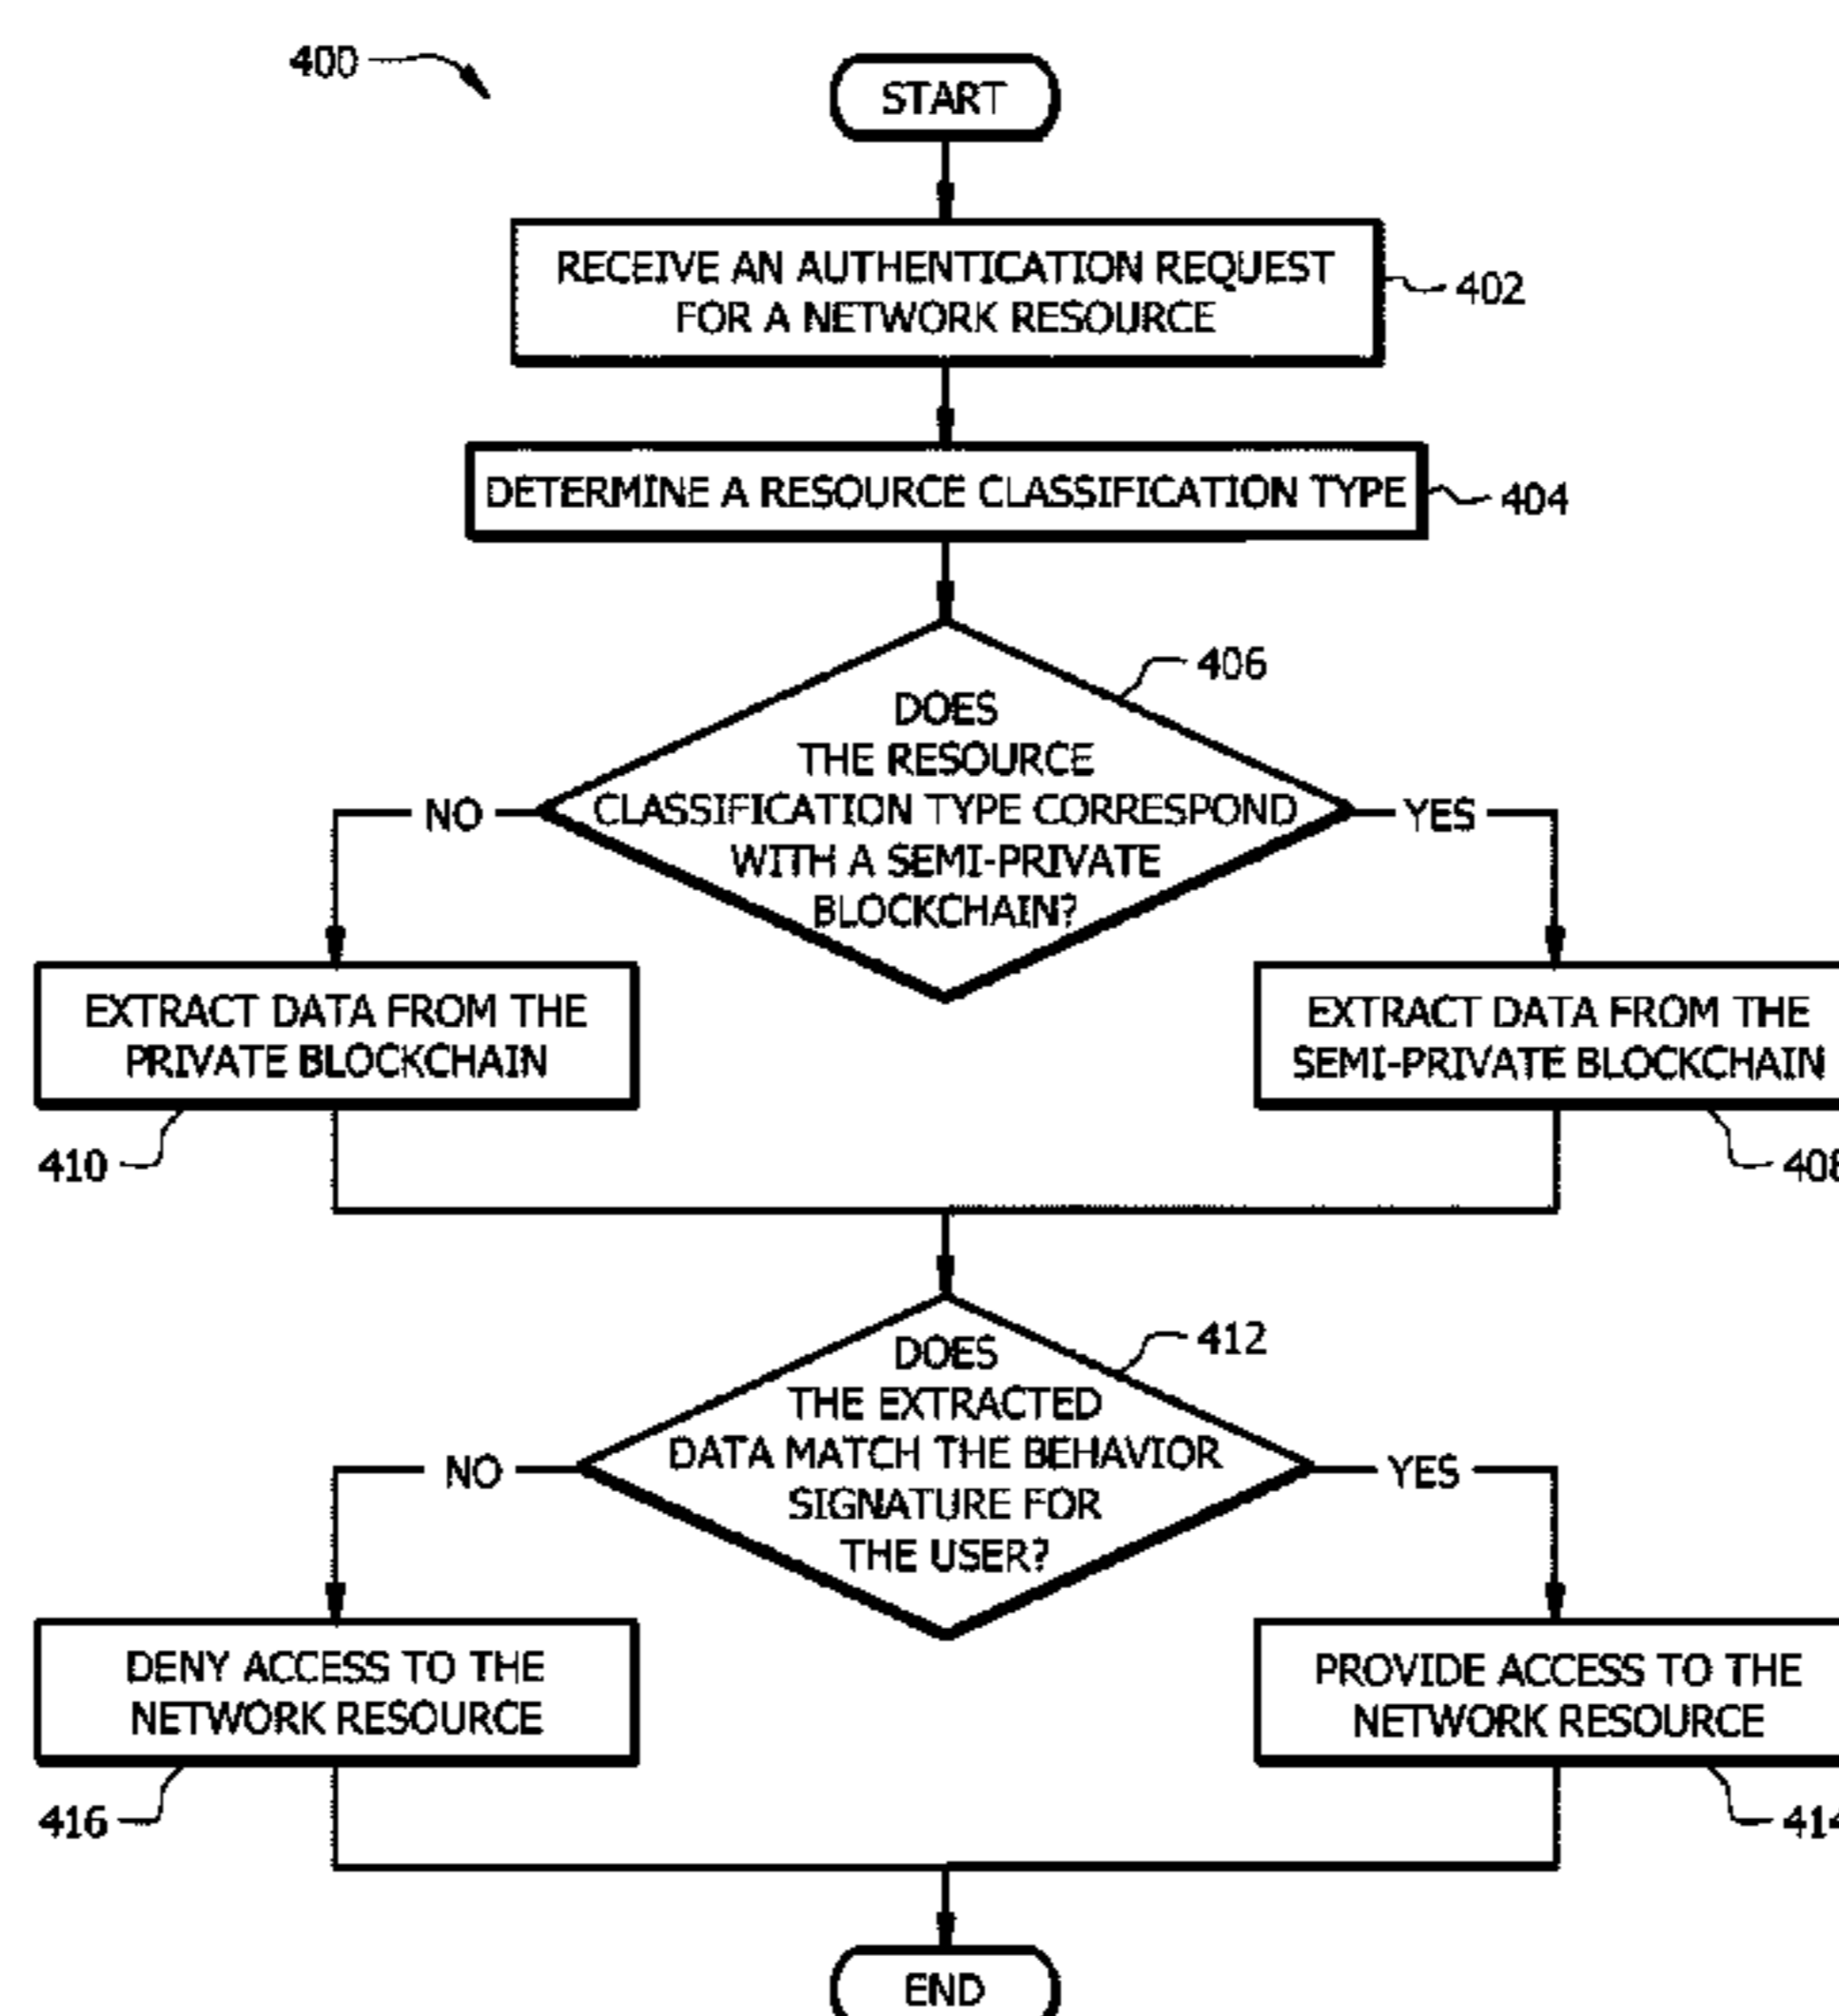 400
START
RECEIVE AN AUTHENTICATION REQUEST
FOR A NETWORK RESOURCE
402
DETERMINE A RESOURCE CLASSIFICATION TYPE
404
406
DOES
THE RESOURCE
CLASSIFICATION TYPE CORRESPOND
WITH A SEMI-PRIVATE
BLOCKCHAIN?
NO
YES
EXTRACT DATA FROM THE
PRIVATE BLOCKCHAIN
410
EXTRACT DATA FROM THE
SEMI-PRIVATE BLOCKCHAIN
412
DOES
THE EXTRACTED
DATA MATCH THE BEHAVIOR
SIGNATURE FOR
THE USER?
NO
YES
DENY ACCESS TO THE
NETWORK RESOURCE
416
PROVIDE ACCESS TO THE
NETWORK RESOURCE
414
END